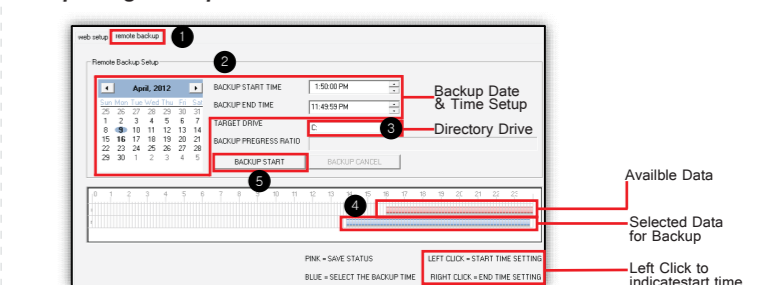 web setup remote backup 1
Remote Backup Setup 2
April, 2012 BACKUP START TIME 1:50:00 PM
Backup Date
& Time Setup
Sun Mon Tue Wed Thu Fri Sat BACKUP END TIME 11:49:59 PM
25 26 27 28 29 30 31
1 2 3 4 5 6 7 TARGET DRIVE C: 3 Directory Drive
8 9 10 11 12 13 14
15 16 17 18 19 20 21 BACKUP PREGRESS RATIO
22 23 24 25 26 27 28
29 30 1 2 3 4 5 BACKUP START BACKUP CANCEL
5
Availble Data
0 1 2 3 4 5 6 7 8 9 10 11 12 13 14 15 16 17 18 19 20 21 22 23
4
Selected Data
for Backup
PINK = SAVE STATUS LEFT CLICK = START TIME SETTING
Left Click to
indicatestart time
BLUE = SELECT THE BACKUP TIME RIGHT CLICK = END TIME SETTING